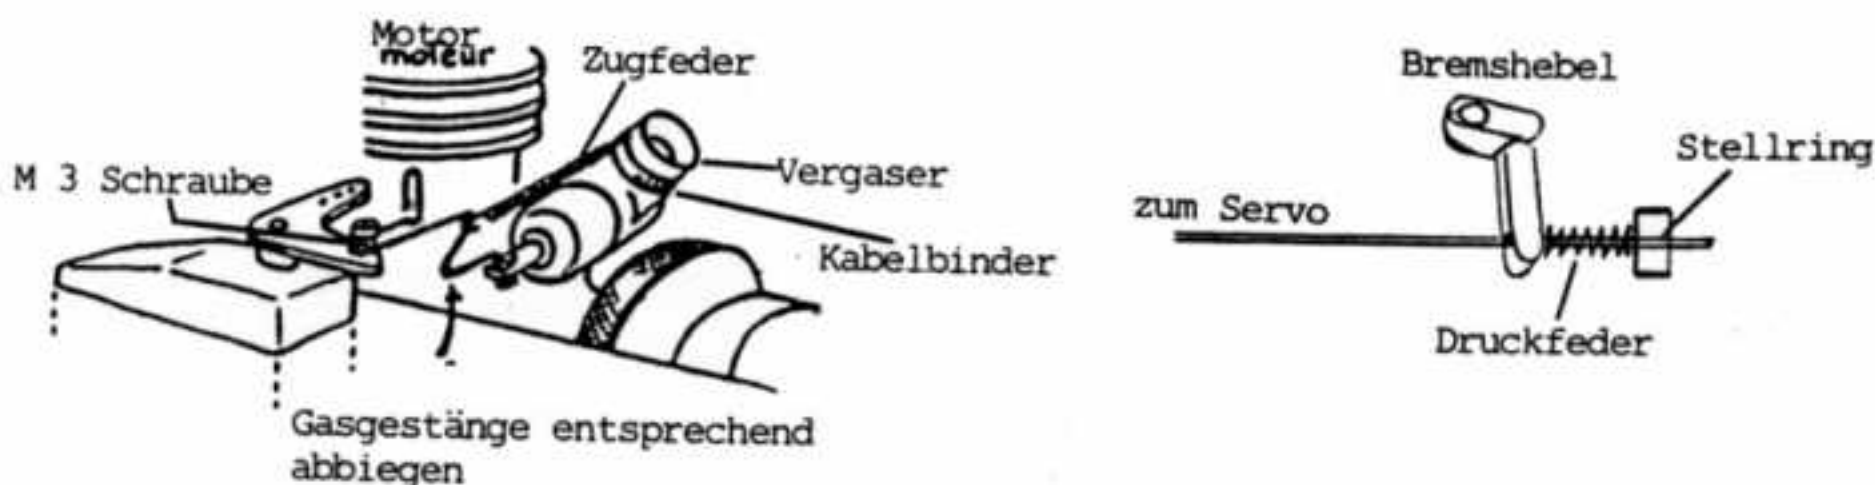 Motor
moteur
Zugfeder
M 3 Schraube
Vergaser
Kabelbinder
Gasgestänge entsprechend
abbiegen
Bremshebel
Stellring
zum Servo
Druckfeder